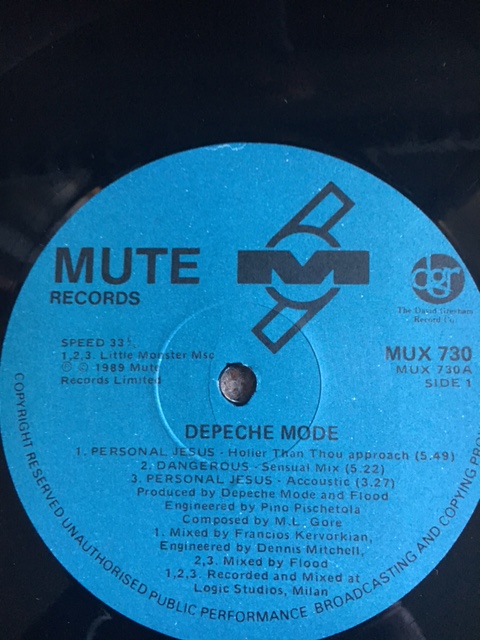 MUTE
RECORDS
M
dgr
The David Gresham
Record Co.
SPEED 33⅓
1,2,3. Little Monster Msc
Ⓟ © 1989 Mute
Records Limited
MUX 730
MUX 730A
SIDE 1
DEPECHE MODE
1. PERSONAL JESUS - Holier Than Thou approach (5.49)
2. DANGEROUS - Sensual Mix (5.22)
3. PERSONAL JESUS - Accoustic (3.27)
Produced by Depeche Mode and Flood
Engineered by Pino Pischetola
Composed by M.L. Gore
1. Mixed by Francios Kervorkian,
Engineered by Dennis Mitchell,
2,3. Mixed by Flood
1,2,3. Recorded and Mixed at
Logic Studios, Milan
COPYRIGHT RESERVED UNAUTHORISED PUBLIC PERFORMANCE BROADCASTING AND COPYING PRO